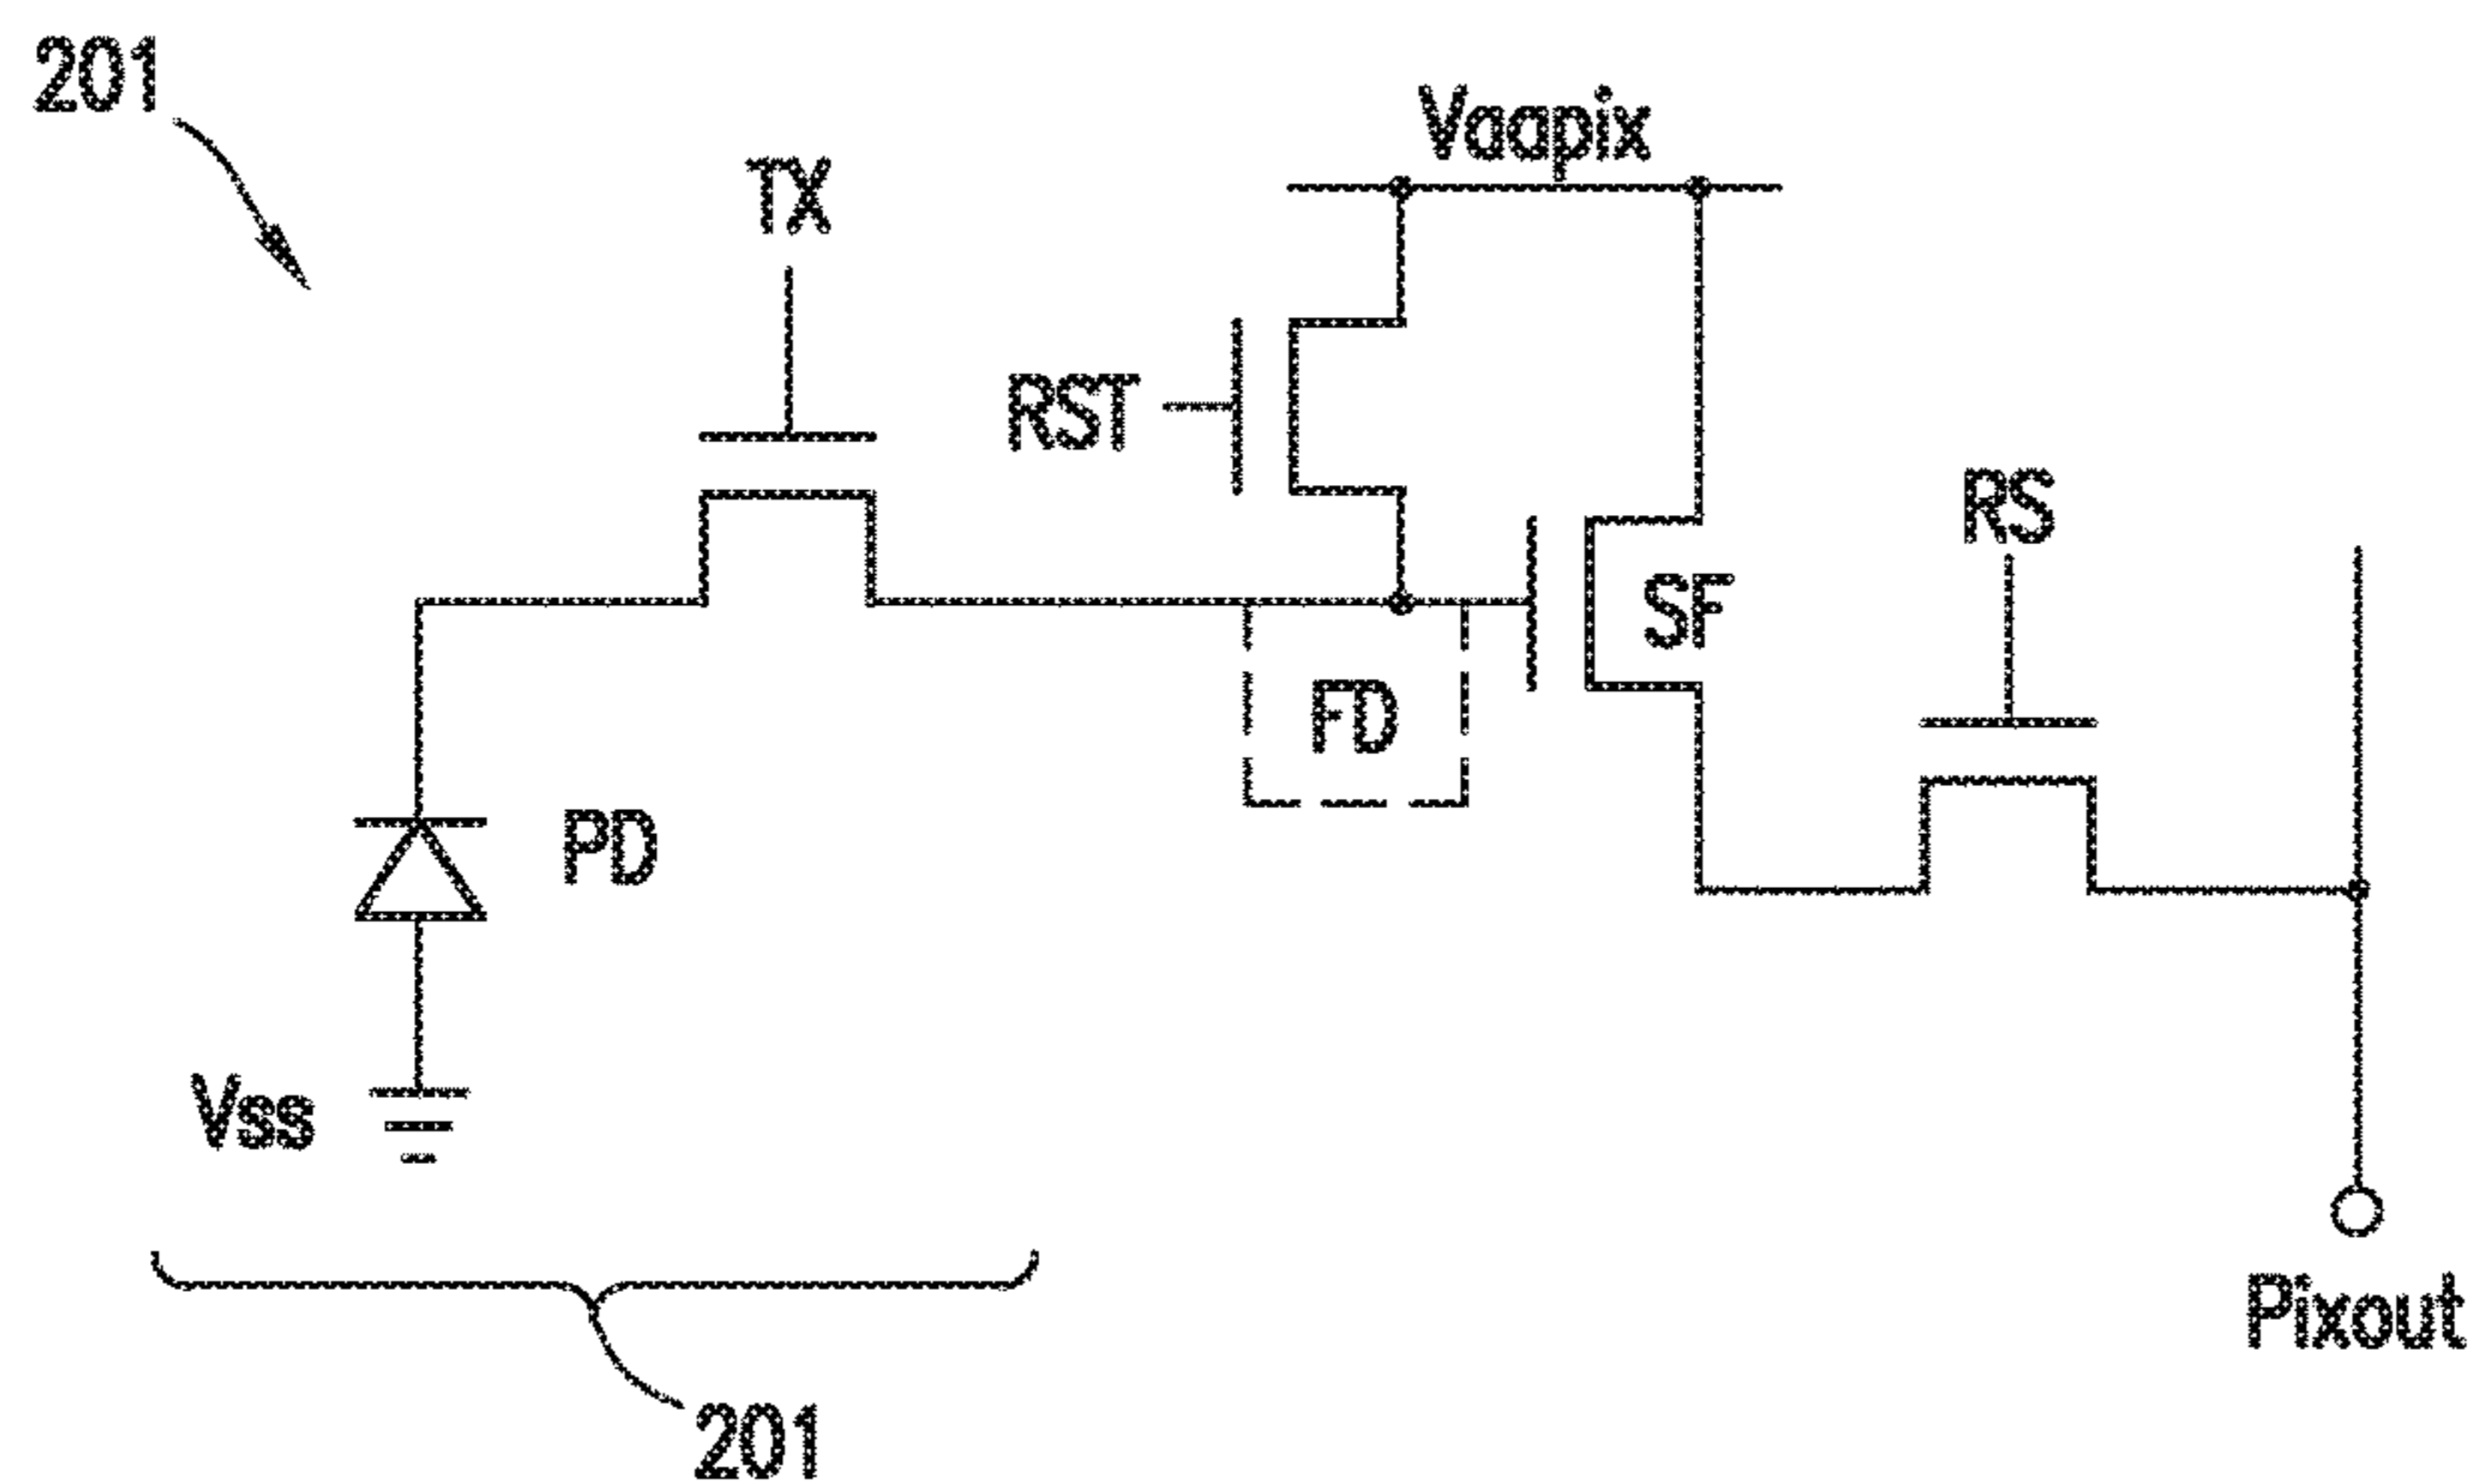 201
Vaapix
TX
RST
RS
SF
FD
PD
Vss
Pixout
201